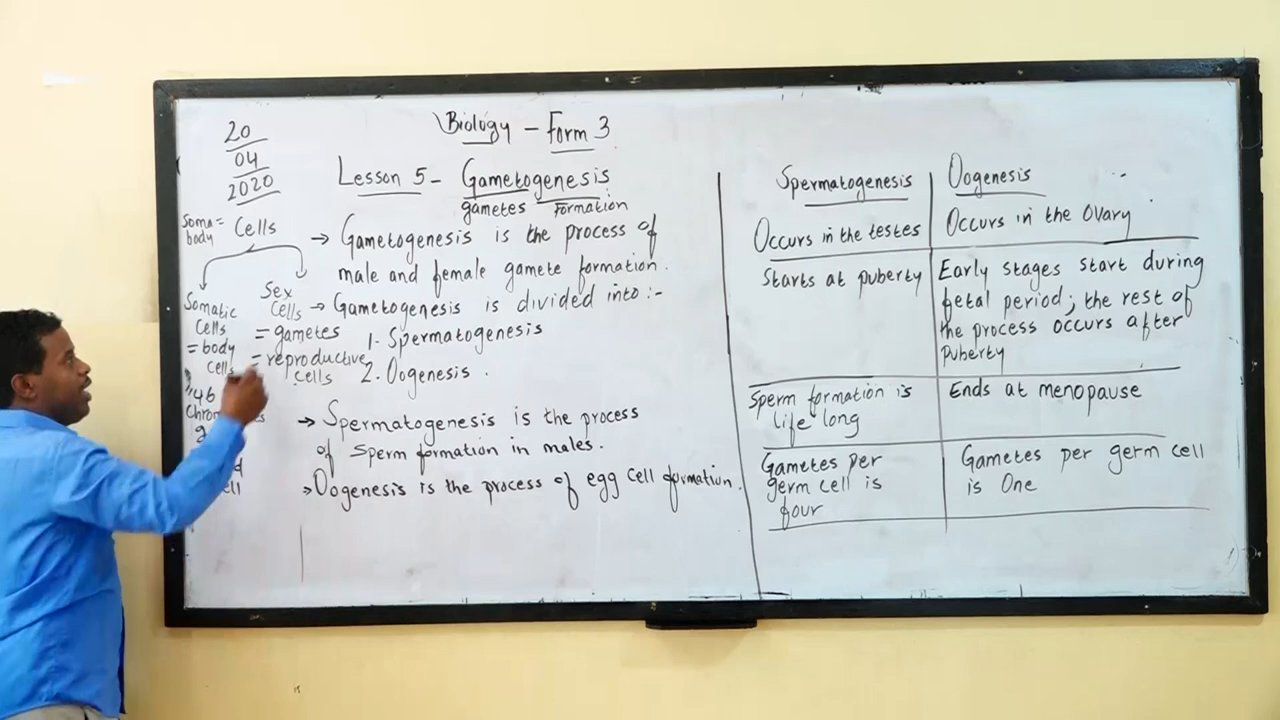 20
04
2020
Biology - Form 3
Lesson 5 - Gametogenesis
gametes formation
Soma =
body
Cells
Somatic
Cells
= body
cells
46
Sex
Cells
= gametes
= reproductive
cells
→ Gametogenesis is the process of
male and female gamete formation.
→ Gametogenesis is divided into:-
1. Spermatogenesis
2. Oogenesis.
→ Spermatogenesis is the process
of sperm formation in males.
→ Oogenesis is the process of egg cell formation.
Spermatogenesis
Oogenesis
Occurs in the testes
Occurs in the Ovary
Starts at puberty
Early stages start during
fetal period; the rest of
the process occurs after
puberty
Sperm formation is
life long
Ends at menopause
Gametes per
germ cell is
four
Gametes per germ cell
is One